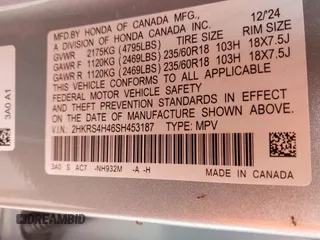 MFD. BY HONDA OF CANADA MFG., 12/24
A DIVISION OF HONDA CANADA INC.
GVWR 2175KG (4795LBS) TIRE SIZE RIM SIZE
GAWR F 1120KG (2469LBS) 235/60R18 103H 18X7.5J
GAWR R 1120KG (2469LBS) 235/60R18 103H 18X7.5J
THIS VEHICLE CONFORMS TO ALL APPLICABLE
FEDERAL MOTOR VEHICLE SAFETY
AND THEFT PREVENTION STANDARDS IN EFFECT
ON THE DATE OF MANUFACTURE SHOWN ABOVE.
V.I.N.: 2HKRS4H46SH453187 TYPE: MPV
3A0 S AC7 -NH932M -A -H
MADE IN CANADA
3A0 A1
DREAMBID